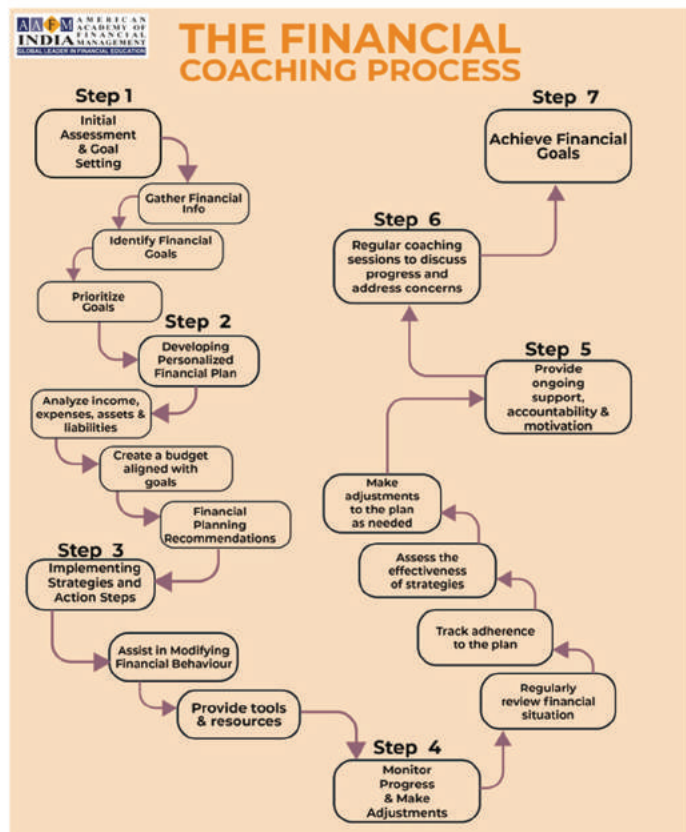 AAFM
INDIA
AMERICAN
ACADEMY OF
FINANCIAL
MANAGEMENT
GLOBAL LEADER IN FINANCIAL EDUCATION
THE FINANCIAL
COACHING PROCESS
Step 1
Initial
Assessment
& Goal
Setting
Gather Financial
Info
Identify Financial
Goals
Prioritize
Goals
Step 2
Developing
Personalized
Financial Plan
Analyze income,
expenses, assets &
liabilities
Create a budget
aligned with
goals
Financial
Planning
Recommendations
Step 3
Implementing
Strategies and
Action Steps
Assist in Modifying
Financial Behaviour
Provide tools
& resources
Step 4
Monitor
Progress
& Make
Adjustments
Regularly
review financial
situation
Track adherence
to the plan
Assess the
effectiveness
of strategies
Make
adjustments
to the plan
as needed
Step 5
Provide
ongoing
support,
accountability &
motivation
Step 6
Regular coaching
sessions to discuss
progress and
address concerns
Step 7
Achieve Financial
Goals